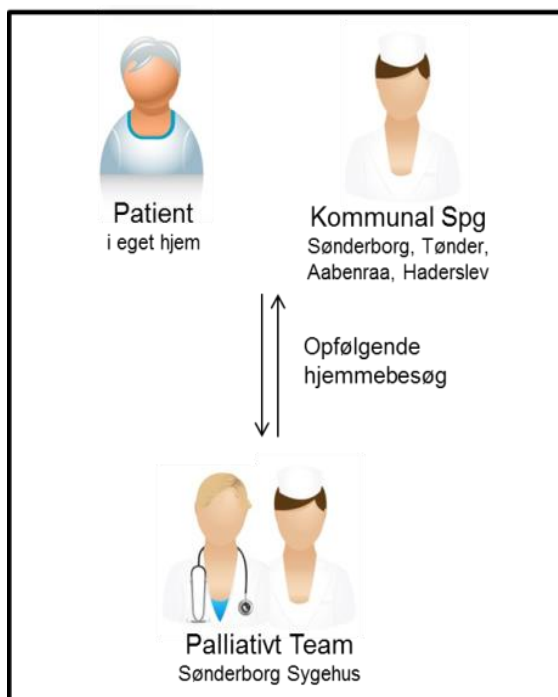 Patient
i eget hjem
Kommunal Spg
Sønderborg, Tønder,
Aabenraa, Haderslev
Opfølgende
hjemmebesøg
Palliativt Team
Sønderborg Sygehus